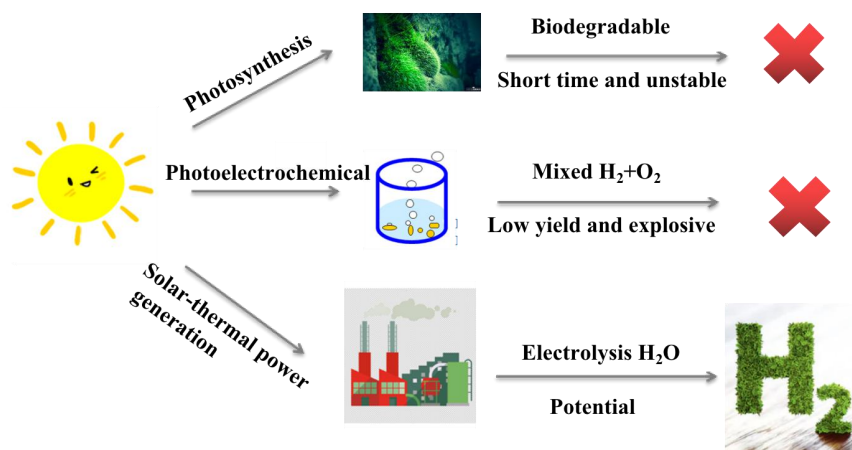 Photosynthesis
Biodegradable
Short time and unstable
Photoelectrochemical
Mixed H₂+O₂
Low yield and explosive
Solar-thermal power
generation
Electrolysis H₂O
Potential
H₂